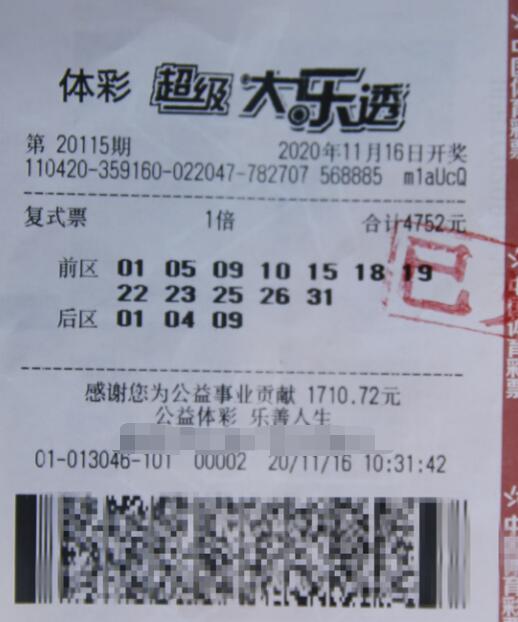 体彩 超级大乐透
第 20115期 2020年11月16日开奖
110420-359160-022047-782707 568885 m1aUcQ
复式票 1倍 合计4752元
前区 01 05 09 10 15 18 19
22 23 25 26 31
后区 01 04 09
已
感谢您为公益事业贡献 1710.72元
公益体彩 乐善人生
01-013046-101 00002 20/11/16 10:31:42